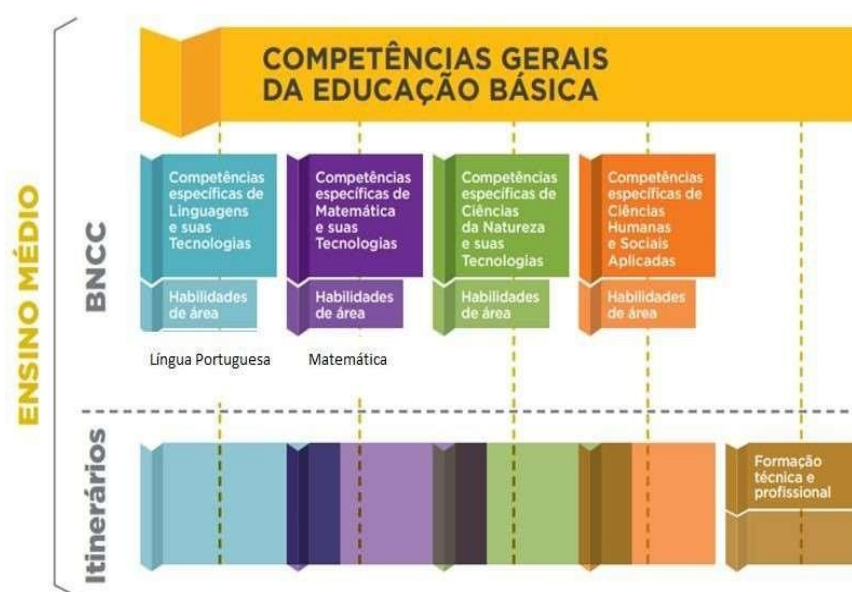 COMPETÊNCIAS GERAIS
DA EDUCAÇÃO BÁSICA
ENSINO MÉDIO
BNCC
Competências
específicas de
Linguagens
e suas
Tecnologias
Habilidades
de área
Língua Portuguesa
Competências
específicas de
Matemática
e suas
Tecnologias
Habilidades
de área
Matemática
Competências
específicas de
Ciências
da Natureza
e suas
Tecnologias
Habilidades
de área
Competências
específicas de
Ciências
Humanas
e Sociais
Aplicadas
Habilidades
de área
Itinerários
Formação
técnica e
profissional